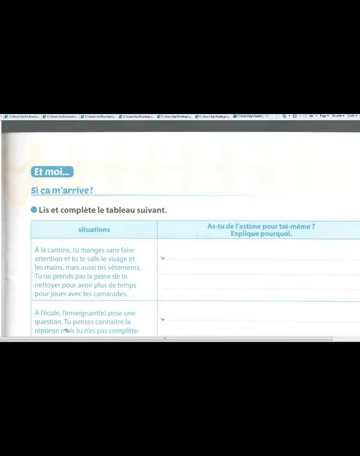 Et moi...
Si ça m'arrive !
Lis et complète le tableau suivant.
situations
As-tu de l'estime pour toi-même ?
Explique pourquoi.
À la cantine, tu manges sans faire
attention et tu te salis le visage et
les mains, mais aussi tes vêtements.
Tu ne prends pas la peine de te
nettoyer pour avoir plus de temps
pour jouer avec tes camarades.
À l'école, l'enseignant(e) pose une
question. Tu penses connaître la
réponse mais tu n'es pas complète-